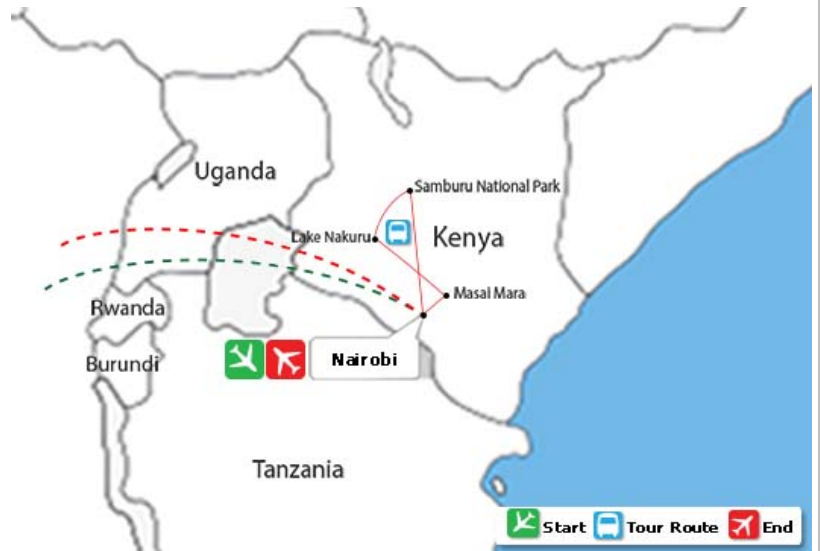 Uganda
Samburu National Park
Lake Nakuru
Kenya
Masai Mara
Rwanda
Nairobi
Burundi
Tanzania
Start Tour Route End